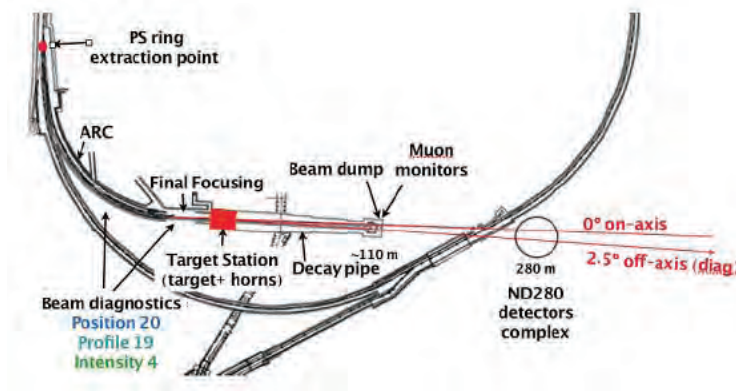 PS ring
extraction point
ARC
Final Focusing
Beam dump
Muon
monitors
0° on-axis
2.5° off-axis (diag)
Target Station
(target+ horns)
Decay pipe
~110 m
280 m
ND280
detectors
complex
Beam diagnostics
Position 20
Profile 19
Intensity 4